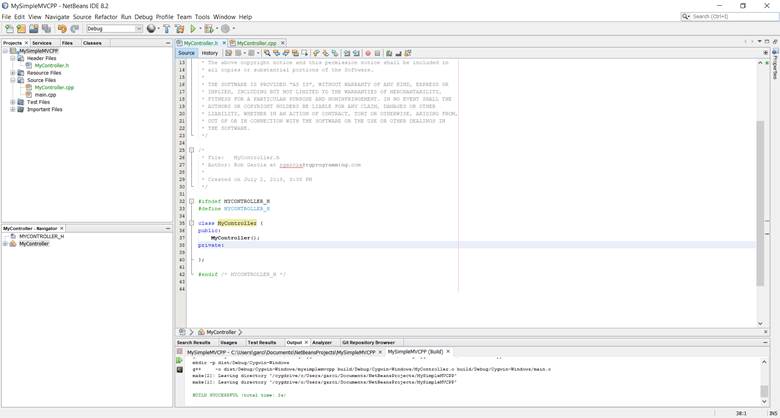 MySimpleMVCPP - NetBeans IDE 8.2
File Edit View Navigate Source Refactor Run Debug Profile Team Tools Window Help
Search (Ctrl+I)
Debug
Projects Services Files Classes
MySimpleMVCPP
Header Files
MyController.h
Resource Files
Source Files
MyController.cpp
main.cpp
Test Files
Important Files
MyController - Navigator
MYCONTROLLER_H
MyController
MyController.h MyController.cpp
Source History
13 * The above copyright notice and this permission notice shall be included in
14 * all copies or substantial portions of the Software.
15 *
16 * THE SOFTWARE IS PROVIDED "AS IS", WITHOUT WARRANTY OF ANY KIND, EXPRESS OR
17 * IMPLIED, INCLUDING BUT NOT LIMITED TO THE WARRANTIES OF MERCHANTABILITY,
18 * FITNESS FOR A PARTICULAR PURPOSE AND NONINFRINGEMENT. IN NO EVENT SHALL THE
19 * AUTHORS OR COPYRIGHT HOLDERS BE LIABLE FOR ANY CLAIM, DAMAGES OR OTHER
20 * LIABILITY, WHETHER IN AN ACTION OF CONTRACT, TORT OR OTHERWISE, ARISING FROM,
21 * OUT OF OR IN CONNECTION WITH THE SOFTWARE OR THE USE OR OTHER DEALINGS IN
22 * THE SOFTWARE.
23 */
24
25 /*
26 * File: MyController.h
27 * Author: Bob Garcia at rgarcia@rgprogramming.com
28 *
29 * Created on July 2, 2018, 2:35 PM
30 */
31
32 #ifndef MYCONTROLLER_H
33 #define MYCONTROLLER_H
34
35 class MyController {
36 public:
37 MyController();
38 private:
39
40 };
41
42 #endif /* MYCONTROLLER_H */
43
44
Properties
MyController
Search Results Usages Test Results Output Analyzer Git Repository Browser
MySimpleMVCPP - C:\Users\garci\Documents\NetBeansProjects\MySimpleMVCPP MySimpleMVCPP (Build)
mkdir -p dist/Debug/Cygwin-Windows
g++ -o dist/Debug/Cygwin-Windows/mysimplemvcpp build/Debug/Cygwin-Windows/MyController.o build/Debug/Cygwin-Windows/main.o
make[2]: Leaving directory '/cygdrive/c/Users/garci/Documents/NetBeansProjects/MySimpleMVCPP'
make[1]: Leaving directory '/cygdrive/c/Users/garci/Documents/NetBeansProjects/MySimpleMVCPP'
38:1 INS